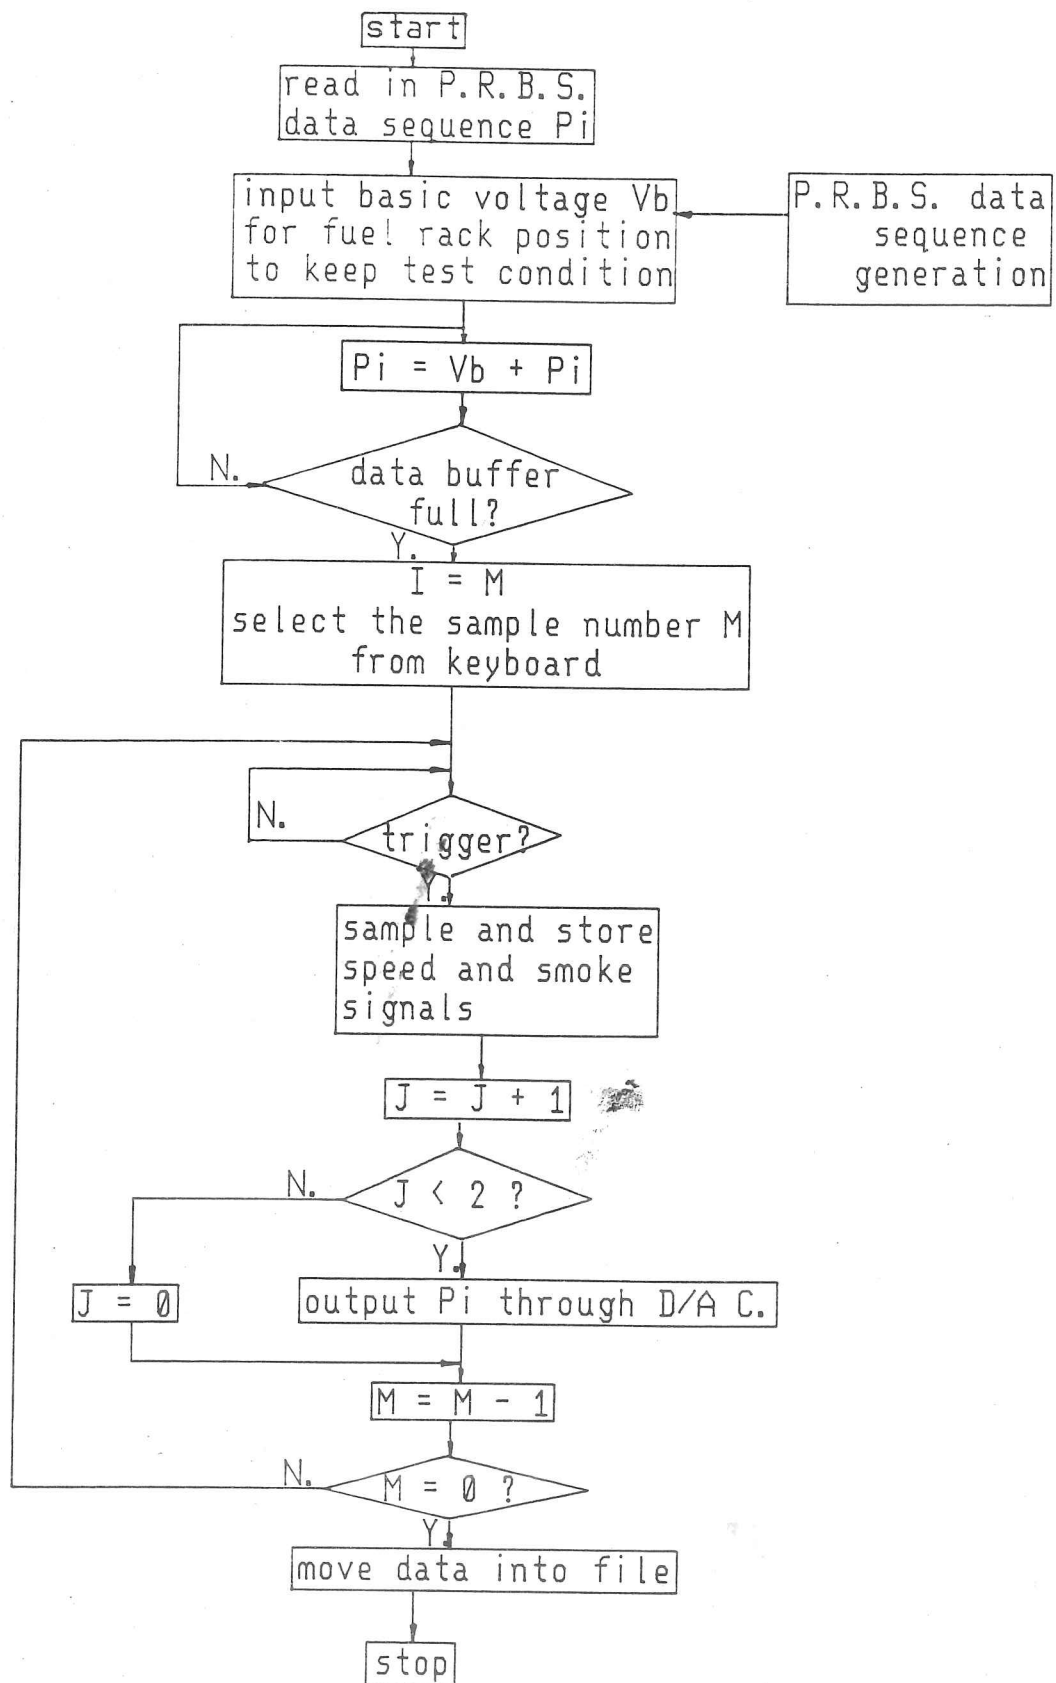 start
read in P.R.B.S.
data sequence Pi
input basic voltage Vb
for fuel rack position
to keep test condition
P.R.B.S. data
sequence
generation
Pi = Vb + Pi
N.
data buffer
full?
Y.
I = M
select the sample number M
from keyboard
N.
trigger?
Y.
sample and store
speed and smoke
signals
J = J + 1
N.
J < 2 ?
Y.
J = 0
output Pi through D/A C.
M = M - 1
N.
M = 0 ?
Y.
move data into file
stop